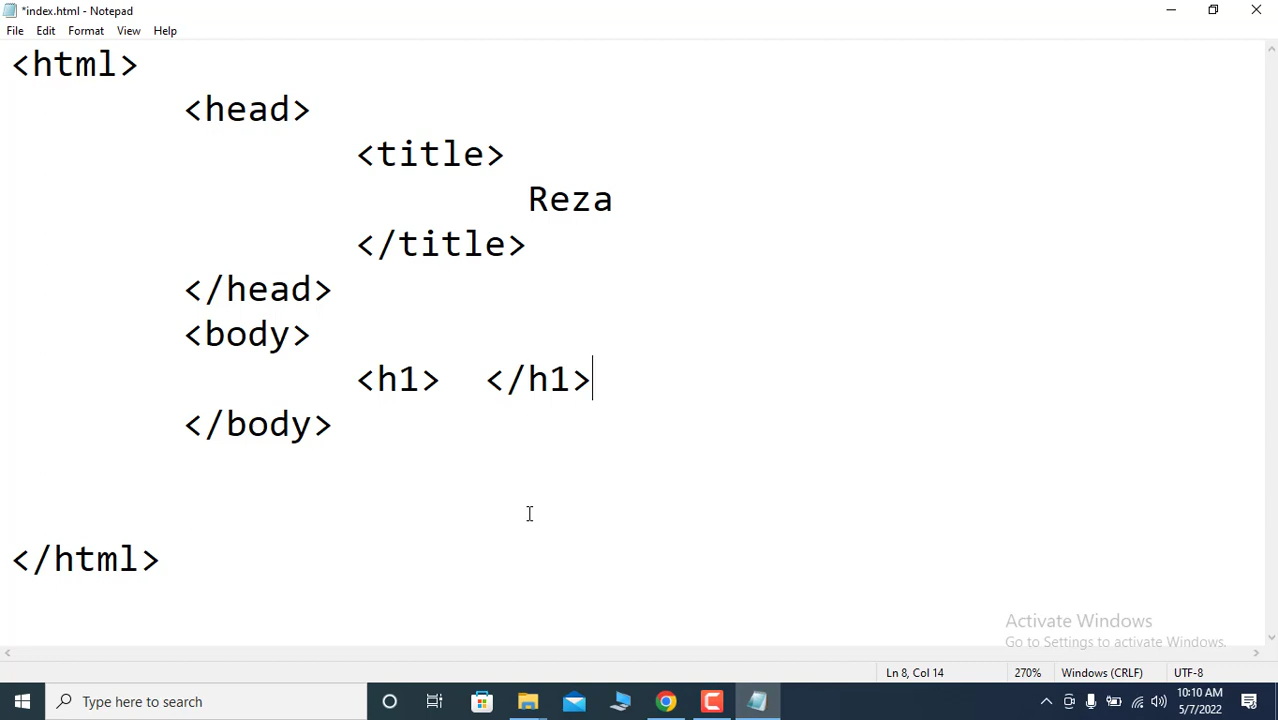 *index.html - Notepad
File Edit Format View Help
<html>
<head>
<title>
Reza
</title>
</head>
<body>
<h1>  </h1>
</body>
</html>
Activate Windows
Go to Settings to activate Windows.
Ln 8, Col 14 270% Windows (CRLF) UTF-8
Type here to search
10:10 AM
5/7/2022